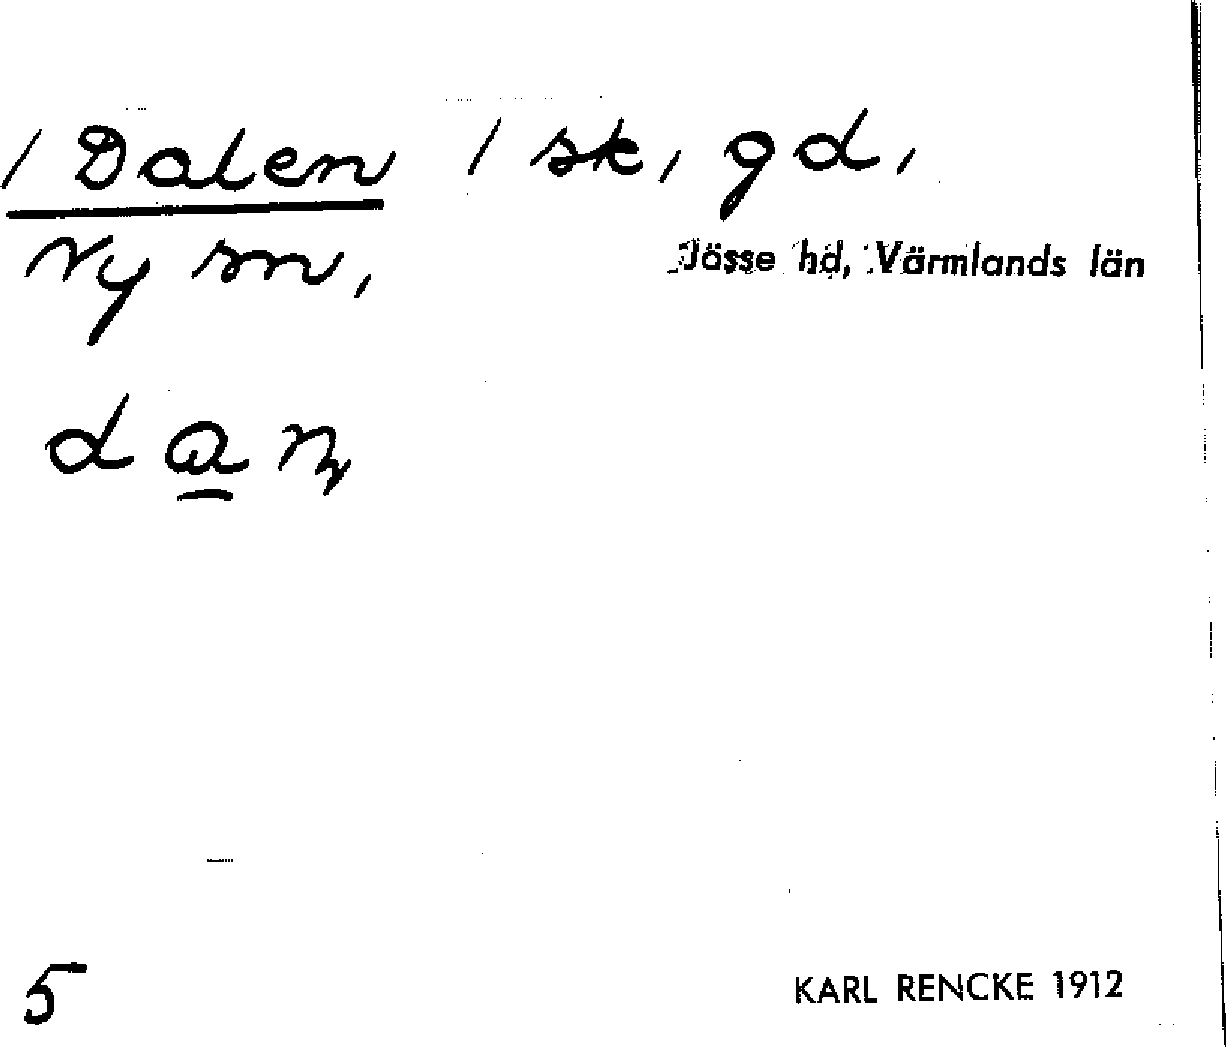 / Dalen / sk, gd,
Ny sn,
Jösse hd, Värmlands län
dan,
5
KARL RENCKE 1912